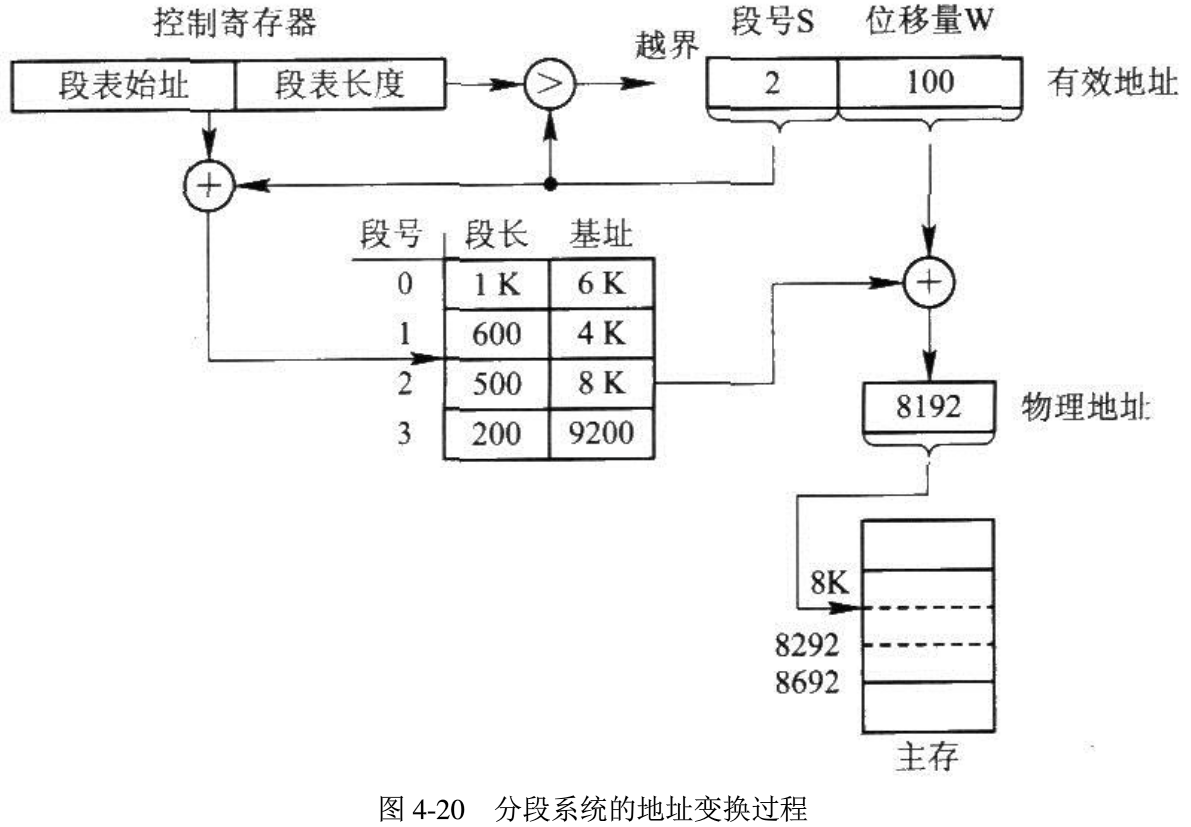 控制寄存器
段表始址 段表长度
>
越界
段号S 位移量W
2 100
有效地址
+
段号 段长 基址
0 1 K 6 K
1 600 4 K
2 500 8 K
3 200 9200
+
8192
物理地址
8K
8292
8692
主存
图 4-20 分段系统的地址变换过程